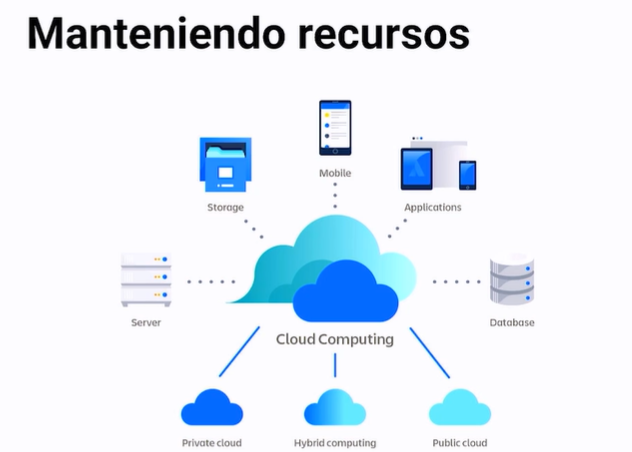 Manteniendo recursos
Mobile
Storage
Applications
Server
Database
Cloud Computing
Private cloud
Hybrid computing
Public cloud